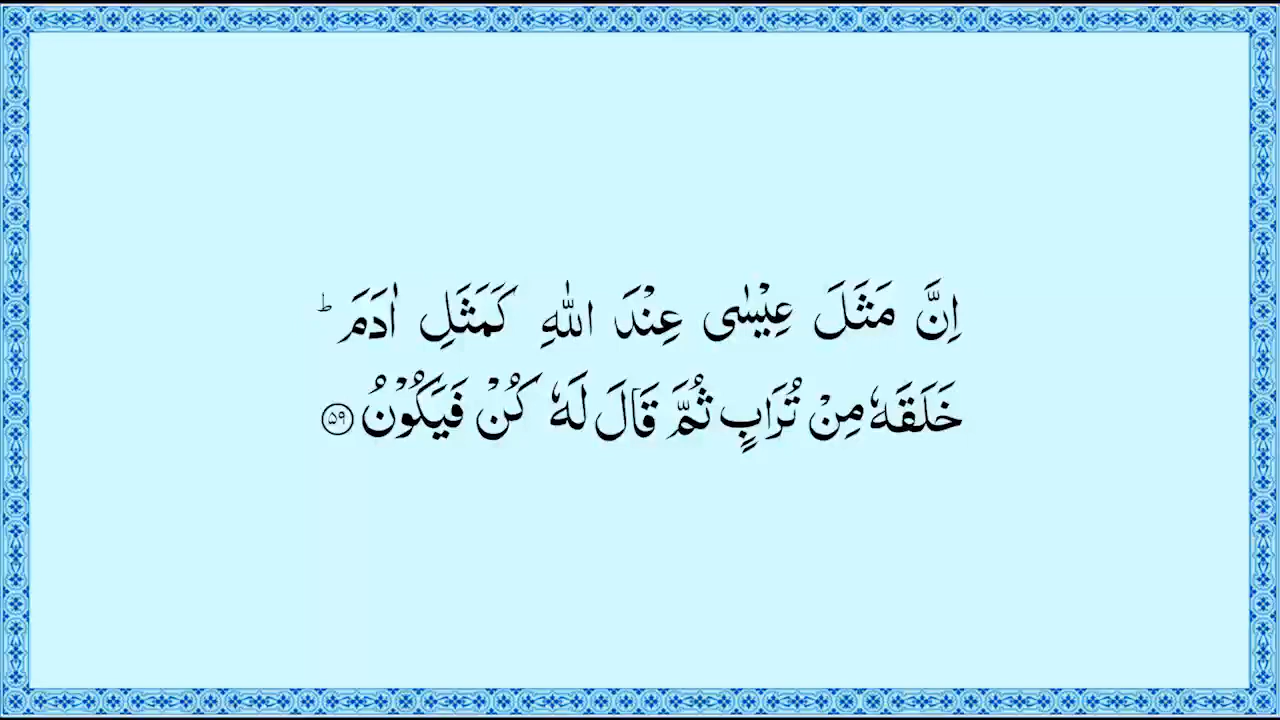 اِنَّ مَثَلَ عِيْسٰى عِنْدَ اللّٰهِ كَمَثَلِ اٰدَمَ ؕ
خَلَقَهٗ مِنْ تُرَابٍ ثُمَّ قَالَ لَهٗ كُنْ فَيَكُوْنُ ﴿۵۹﴾